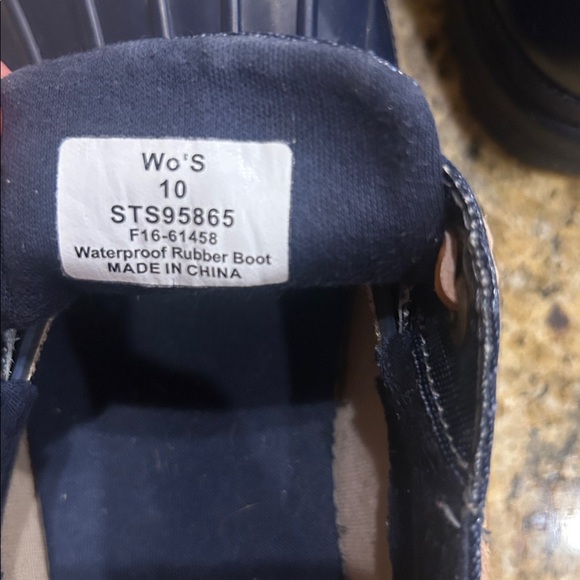 Wo'S
10
STS95865
F16-61458
Waterproof Rubber Boot
MADE IN CHINA